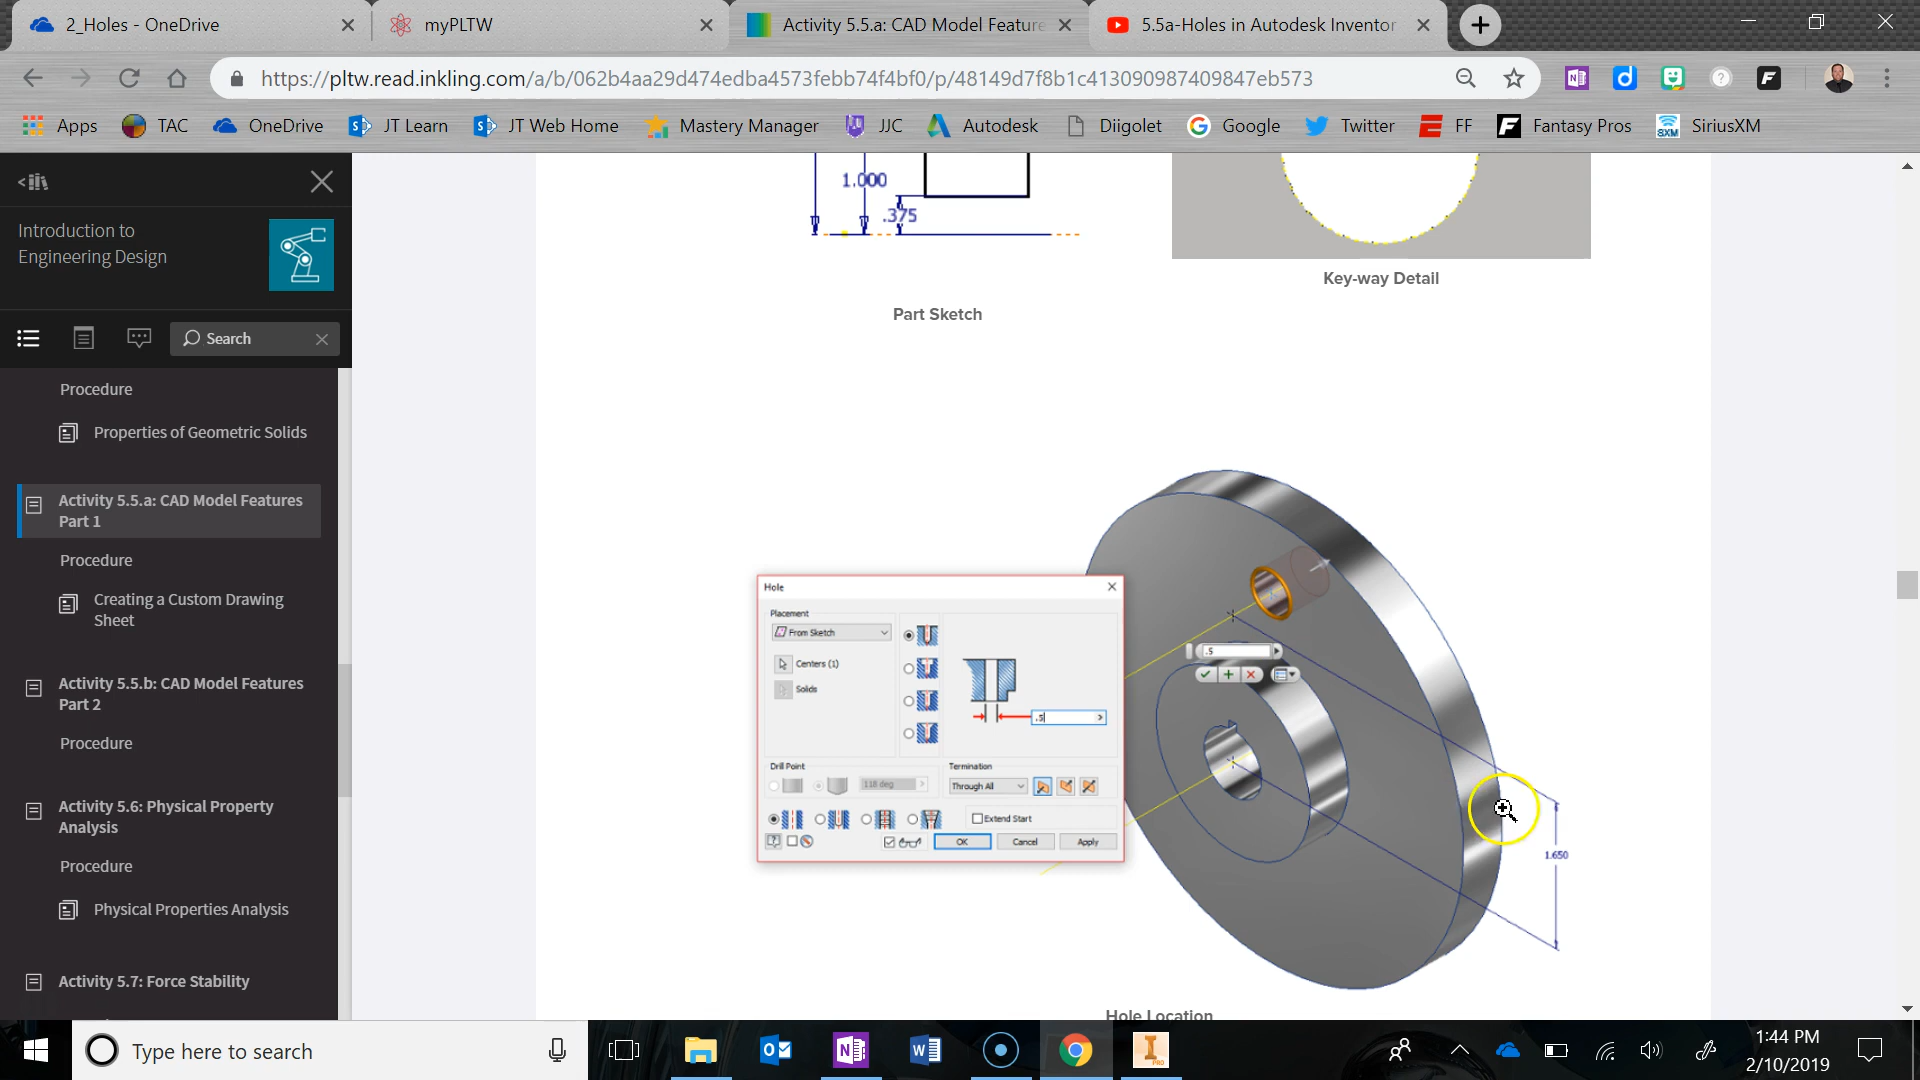 2_Holes - OneDrive
myPLTW
Activity 5.5.a: CAD Model Feature
5.5a-Holes in Autodesk Inventor
https://pltw.read.inkling.com/a/b/062b4aa29d474edba4573febb74f4bf0/p/48149d7f8b1c413090987409847eb573
Apps
TAC
OneDrive
JT Learn
JT Web Home
Mastery Manager
JJC
Autodesk
Diigolet
Google
Twitter
FF
Fantasy Pros
SiriusXM
Introduction to
Engineering Design
Search
Procedure
Properties of Geometric Solids
Activity 5.5.a: CAD Model Features
Part 1
Procedure
Creating a Custom Drawing
Sheet
Activity 5.5.b: CAD Model Features
Part 2
Procedure
Activity 5.6: Physical Property
Analysis
Procedure
Physical Properties Analysis
Activity 5.7: Force Stability
1.000
.375
Part Sketch
Key-way Detail
Hole
Placement
From Sketch
Centers (1)
Solids
.5
Drill Point
118 deg
Termination
Through All
Extend Start
OK
Cancel
Apply
.5
1.650
Hole Location
Type here to search
1:44 PM
2/10/2019